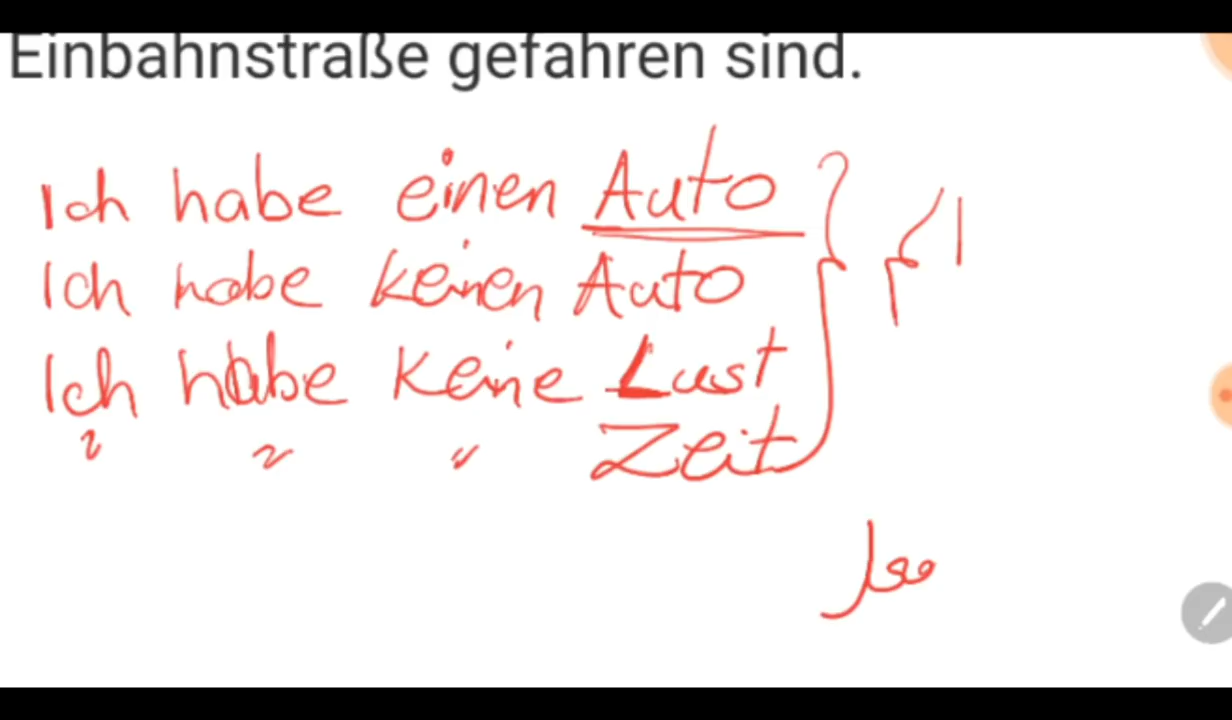 Einbahnstraße gefahren sind.
Ich habe einen Auto
Ich habe keinen Auto
Ich habe keine Lust
" " " Zeit